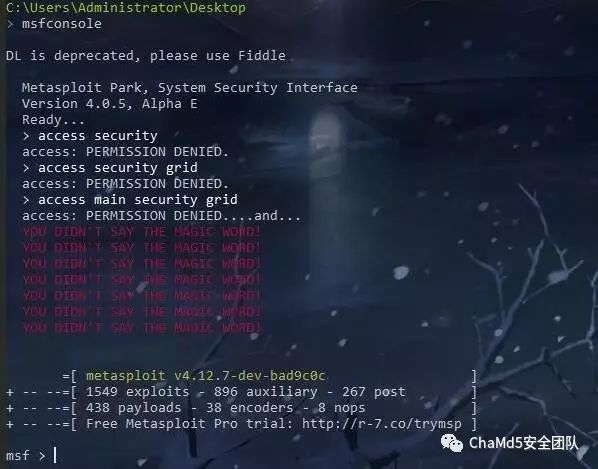 C:\Users\Administrator\Desktop
> msfconsole
DL is deprecated, please use Fiddle
Metasploit Park, System Security Interface
Version 4.0.5, Alpha E
Ready...
> access security
access: PERMISSION DENIED.
> access security grid
access: PERMISSION DENIED.
> access main security grid
access: PERMISSION DENIED....and...
YOU DIDN'T SAY THE MAGIC WORD!
YOU DIDN'T SAY THE MAGIC WORD!
YOU DIDN'T SAY THE MAGIC WORD!
YOU DIDN'T SAY THE MAGIC WORD!
YOU DIDN'T SAY THE MAGIC WORD!
YOU DIDN'T SAY THE MAGIC WORD!
YOU DIDN'T SAY THE MAGIC WORD!
=[ metasploit v4.12.7-dev-bad9c0c ]
+ -- --=[ 1549 exploits - 896 auxiliary - 267 post ]
+ -- --=[ 438 payloads - 38 encoders - 8 nops ]
+ -- --=[ Free Metasploit Pro trial: http://r-7.co/trymsp ]
msf >
ChaMd5安全团队